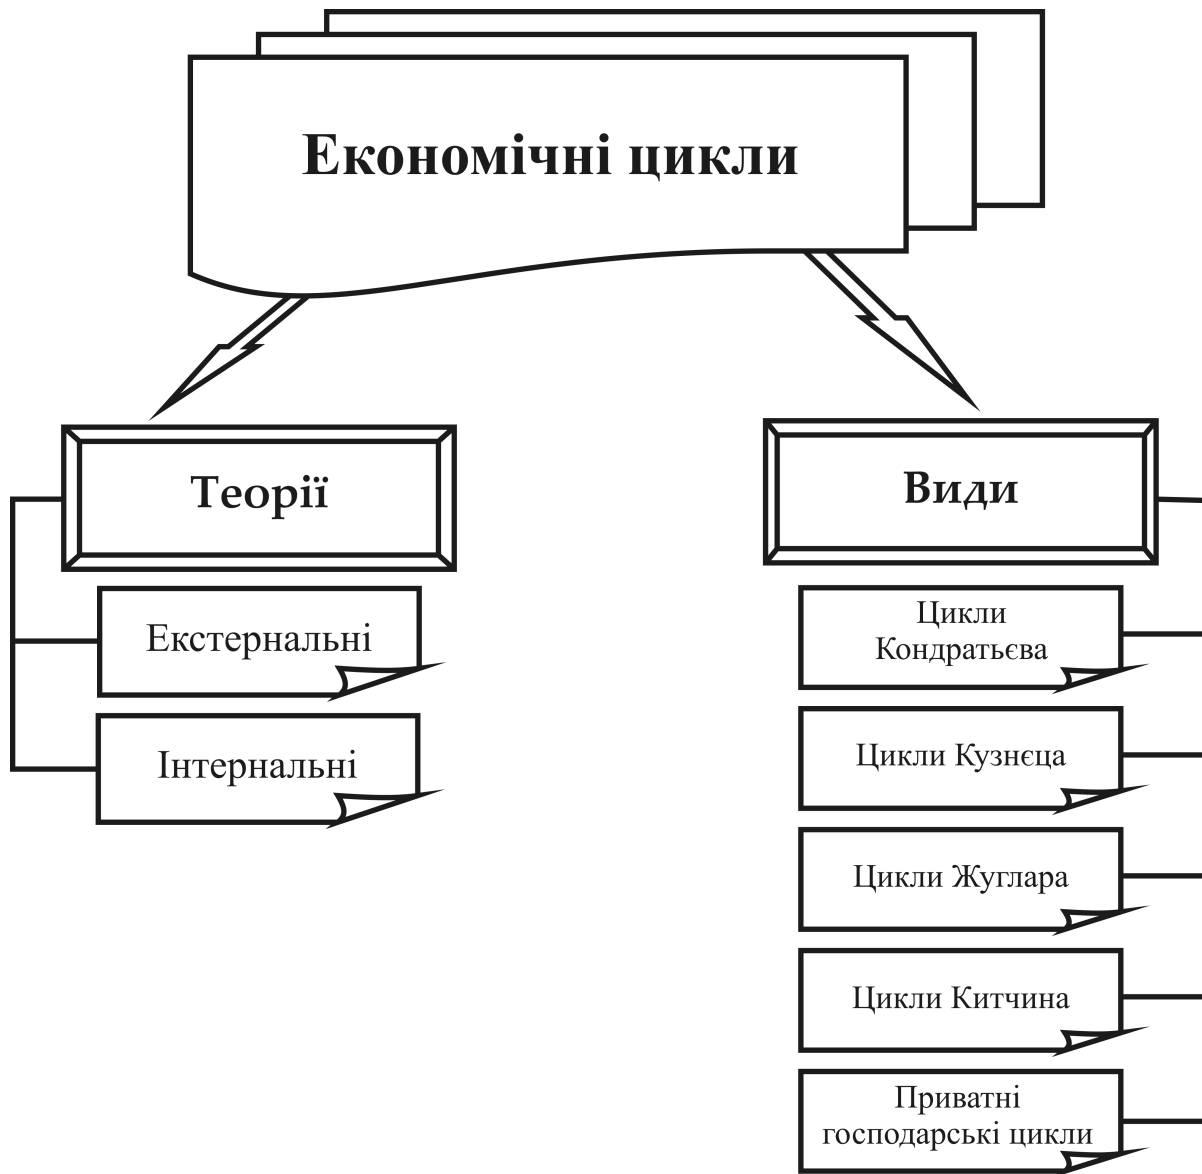 Економічні цикли
Теорії
Екстернальні
Інтернальні
Види
Цикли
Кондратьєва
Цикли Кузнєца
Цикли Жуглара
Цикли Китчина
Приватні
господарські цикли